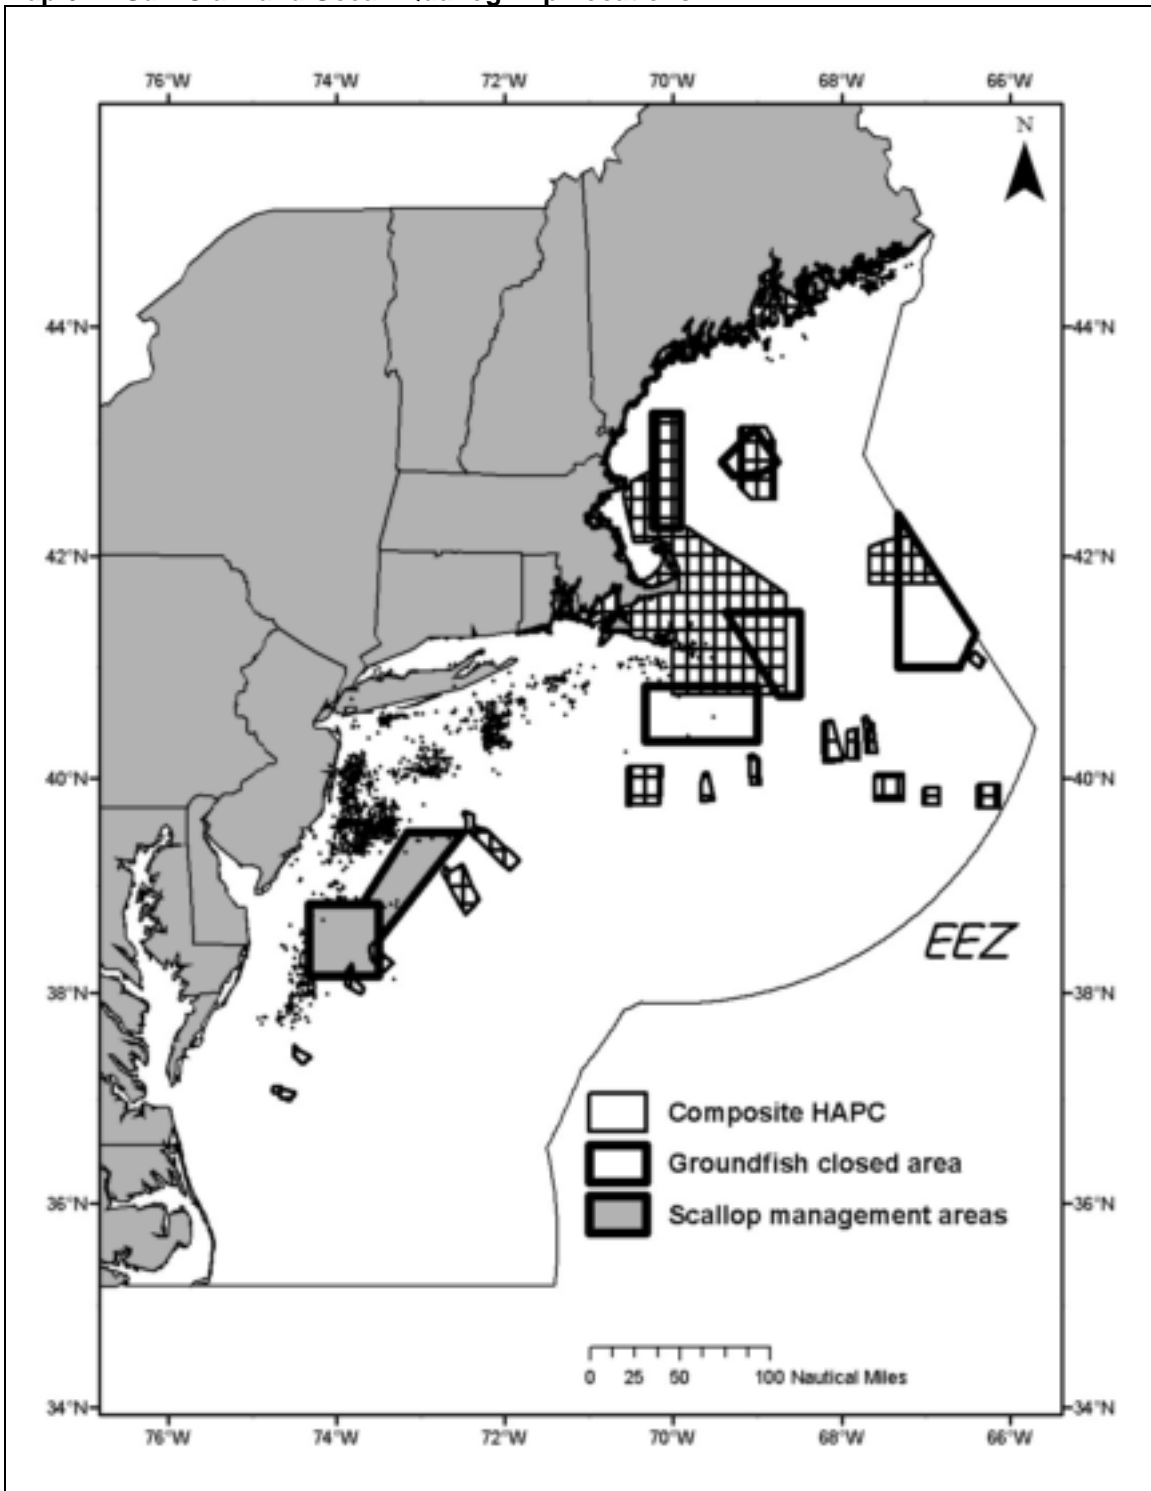 76°W 74°W 72°W 70°W 68°W 66°W
N
44°N 44°N
42°N 42°N
40°N 40°N
EEZ
38°N 38°N
Composite HAPC
Groundfish closed area
36°N 36°N
Scallop management areas
0 25 50 100 Nautical Miles
34°N 34°N
76°W 74°W 72°W 70°W 68°W 66°W